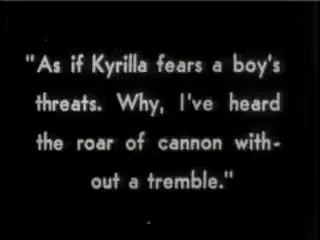 "As if Kyrilla fears a boy's
threats. Why, I've heard
the roar of cannon with-
out a tremble."